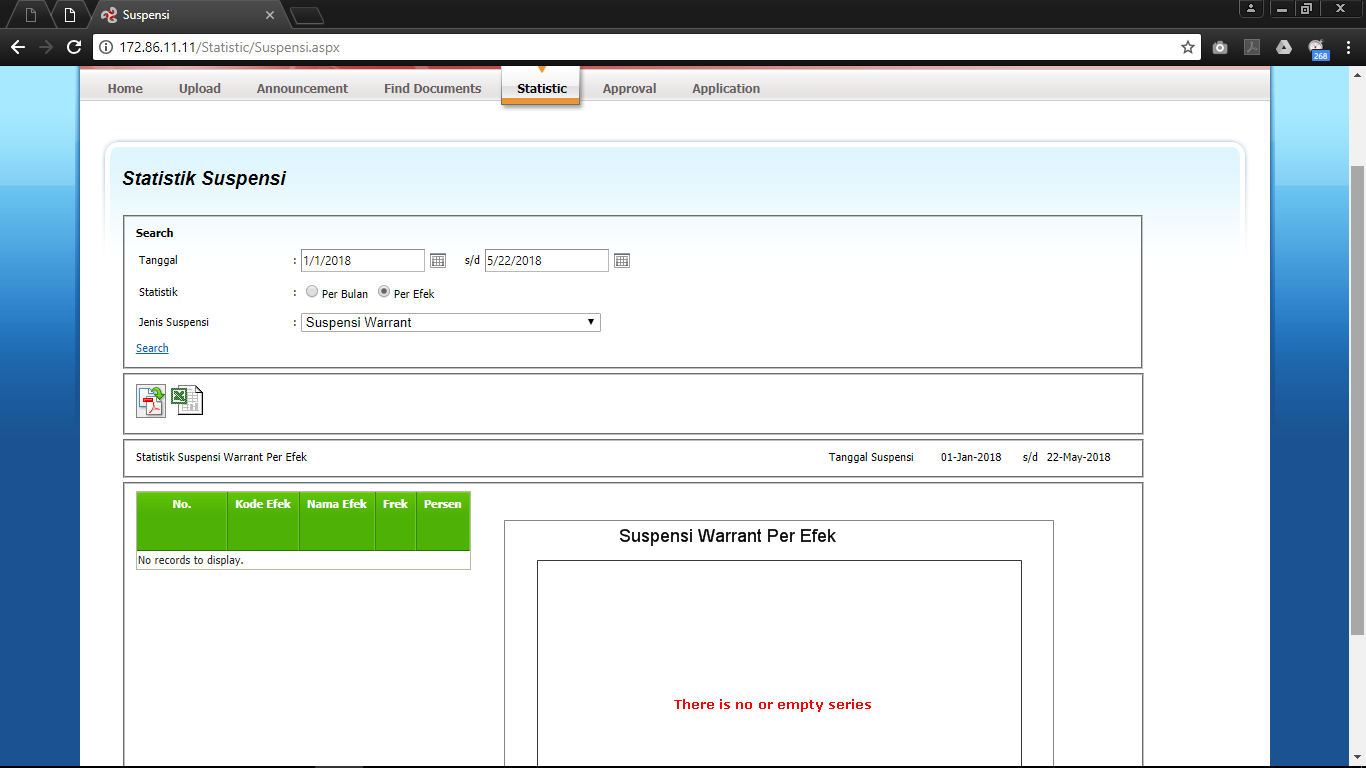 Suspensi
172.86.11.11/Statistic/Suspensi.aspx
268
Home Upload Announcement Find Documents Statistic Approval Application
Statistik Suspensi
Search
Tanggal : 1/1/2018 s/d 5/22/2018
Statistik : Per Bulan Per Efek
Jenis Suspensi : Suspensi Warrant
Search
Statistik Suspensi Warrant Per Efek Tanggal Suspensi 01-Jan-2018 s/d 22-May-2018
No. Kode Efek Nama Efek Frek Persen
No records to display.
Suspensi Warrant Per Efek
There is no or empty series